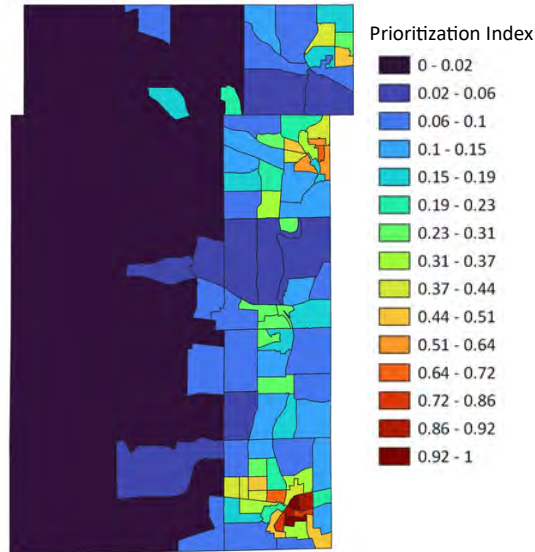 Prioritization Index
0 - 0.02
0.02 - 0.06
0.06 - 0.1
0.1 - 0.15
0.15 - 0.19
0.19 - 0.23
0.23 - 0.31
0.31 - 0.37
0.37 - 0.44
0.44 - 0.51
0.51 - 0.64
0.64 - 0.72
0.72 - 0.86
0.86 - 0.92
0.92 - 1